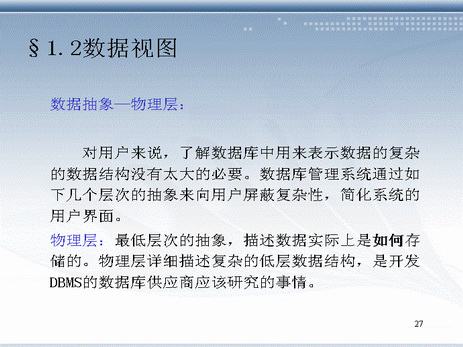 §1.2数据视图
数据抽象—物理层：
对用户来说，了解数据库中用来表示数据的复杂
的数据结构没有太大的必要。数据库管理系统通过如
下几个层次的抽象来向用户屏蔽复杂性，简化系统的
用户界面。
物理层：最低层次的抽象，描述数据实际上是如何存
储的。物理层详细描述复杂的低层数据结构，是开发
DBMS的数据库供应商应该研究的事情。
27